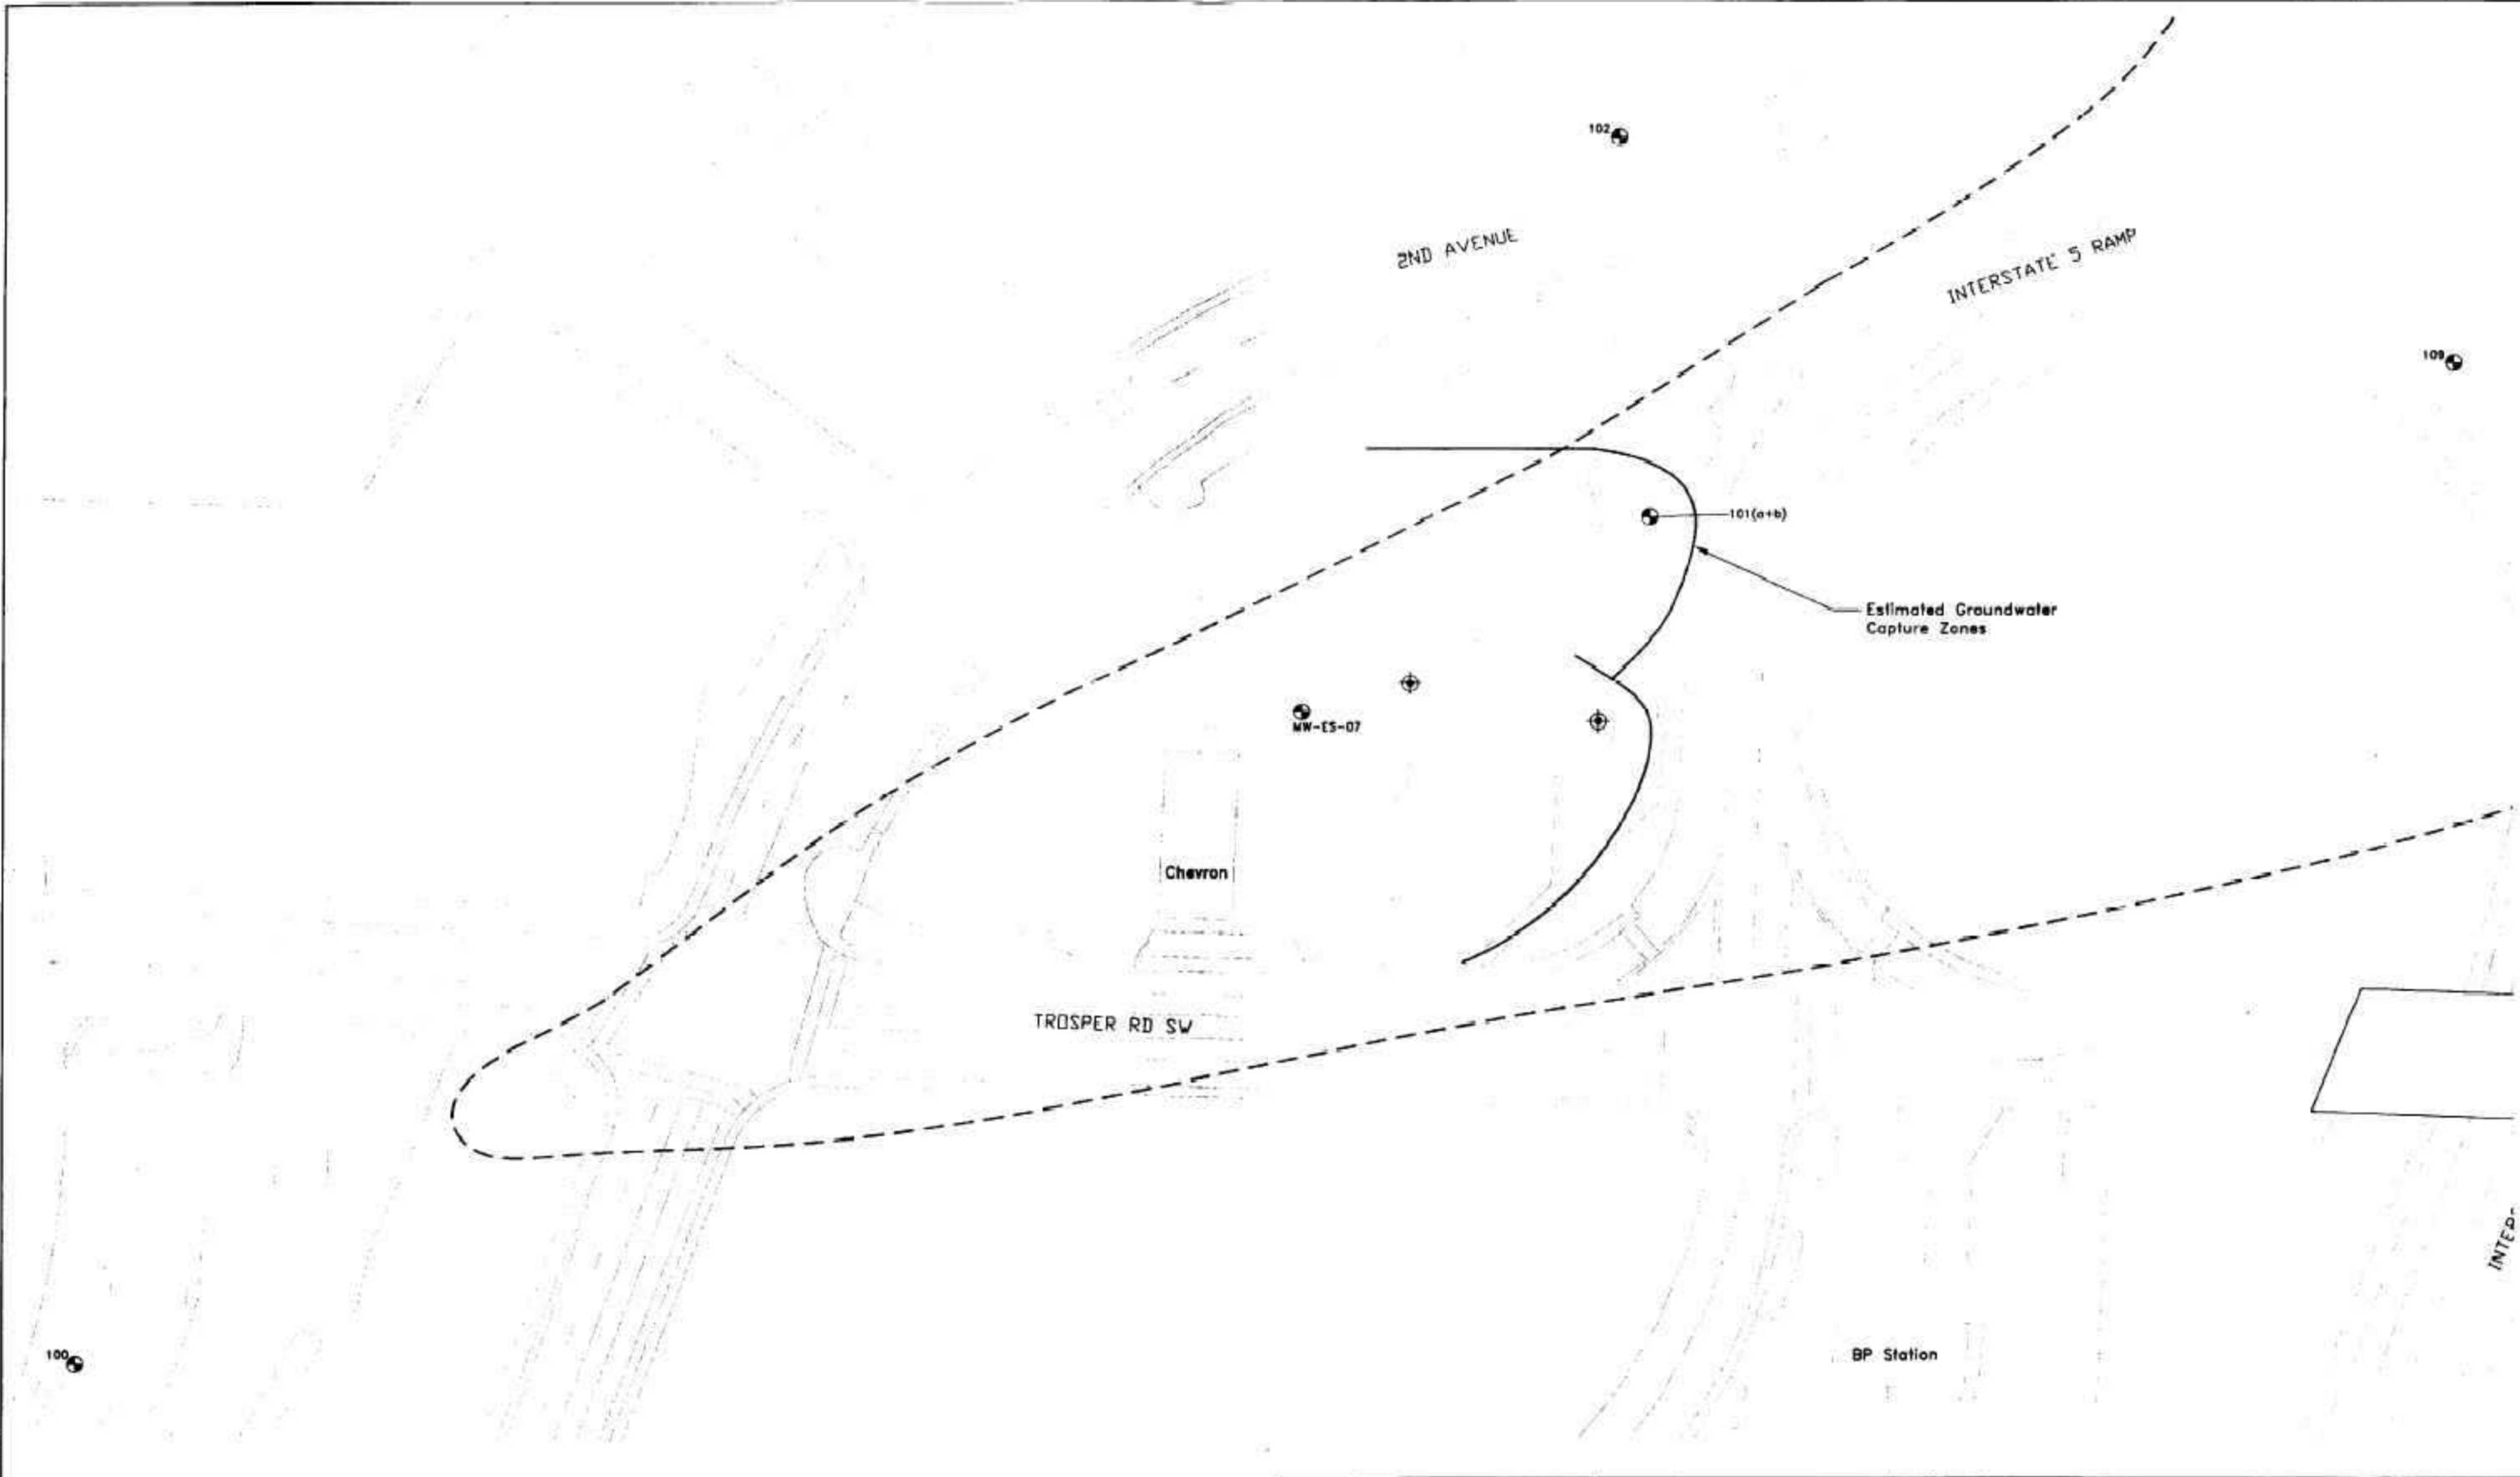 102
2ND AVENUE
INTERSTATE 5 RAMP
109
101(a+b)
Estimated Groundwater
Capture Zones
MW-ES-07
Chevron
TROSPER RD SW
INTER
100
BP Station